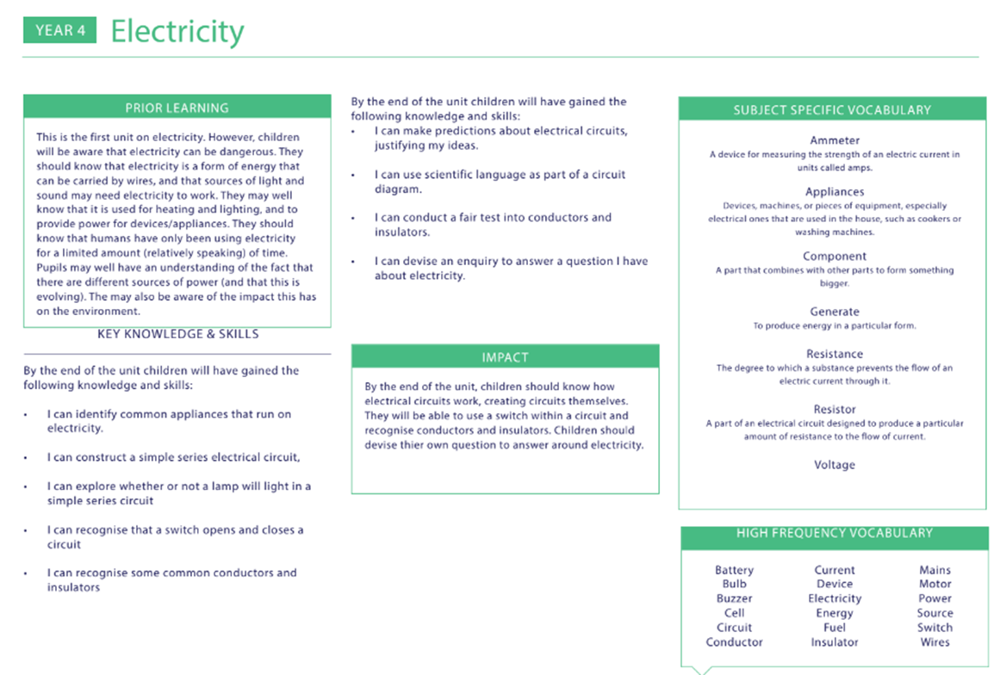 YEAR 4 Electricity
PRIOR LEARNING
This is the first unit on electricity. However, children
will be aware that electricity can be dangerous. They
should know that electricity is a form of energy that
can be carried by wires, and that sources of light and
sound may need electricity to work. They may well
know that it is used for heating and lighting, and to
provide power for devices/appliances. They should
know that humans have only been using electricity
for a limited amount (relatively speaking) of time.
Pupils may well have an understanding of the fact that
there are different sources of power (and that this is
evolving). The may also be aware of the impact this has
on the environment.
KEY KNOWLEDGE & SKILLS
By the end of the unit children will have gained the
following knowledge and skills:
• I can identify common appliances that run on
electricity.
• I can construct a simple series electrical circuit,
• I can explore whether or not a lamp will light in a
simple series circuit
• I can recognise that a switch opens and closes a
circuit
• I can recognise some common conductors and
insulators
By the end of the unit children will have gained the
following knowledge and skills:
• I can make predictions about electrical circuits,
justifying my ideas.
• I can use scientific language as part of a circuit
diagram.
• I can conduct a fair test into conductors and
insulators.
• I can devise an enquiry to answer a question I have
about electricity.
IMPACT
By the end of the unit, children should know how
electrical circuits work, creating circuits themselves.
They will be able to use a switch within a circuit and
recognise conductors and insulators. Children should
devise thier own question to answer around electricity.
SUBJECT SPECIFIC VOCABULARY
Ammeter
A device for measuring the strength of an electric current in
units called amps.
Appliances
Devices, machines, or pieces of equipment, especially
electrical ones that are used in the house, such as cookers or
washing machines.
Component
A part that combines with other parts to form something
bigger.
Generate
To produce energy in a particular form.
Resistance
The degree to which a substance prevents the flow of an
electric current through it.
Resistor
A part of an electrical circuit designed to produce a particular
amount of resistance to the flow of current.
Voltage
HIGH FREQUENCY VOCABULARY
Battery Current Mains
Bulb Device Motor
Buzzer Electricity Power
Cell Energy Source
Circuit Fuel Switch
Conductor Insulator Wires